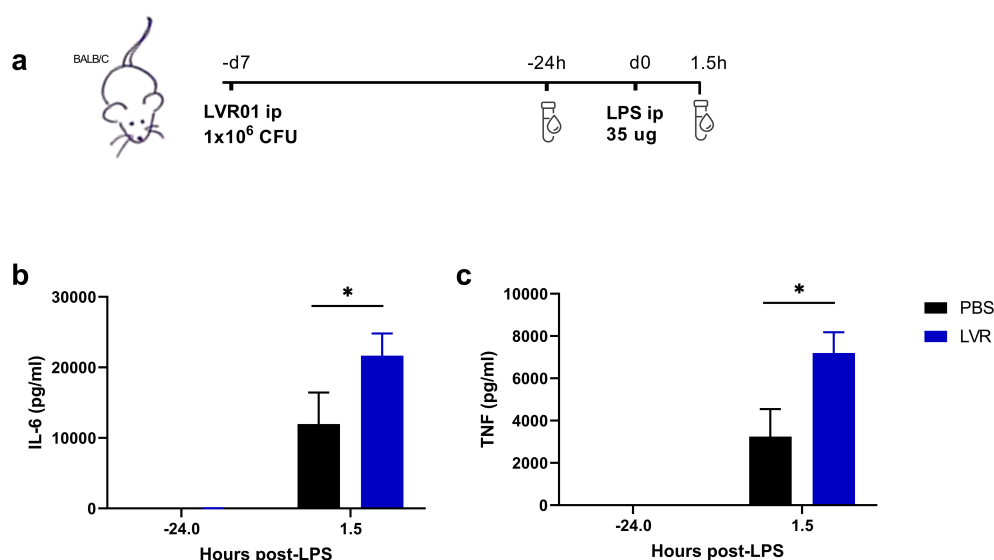 a
BALB/C
-d7
-24h
d0
1.5h
LVR01 ip
1x10⁶ CFU
LPS ip
35 ug
b
IL-6 (pg/ml)
30000
20000
10000
0
*
-24.0
1.5
Hours post-LPS
c
TNF (pg/ml)
10000
8000
6000
4000
2000
0
*
-24.0
1.5
Hours post-LPS
PBS
LVR